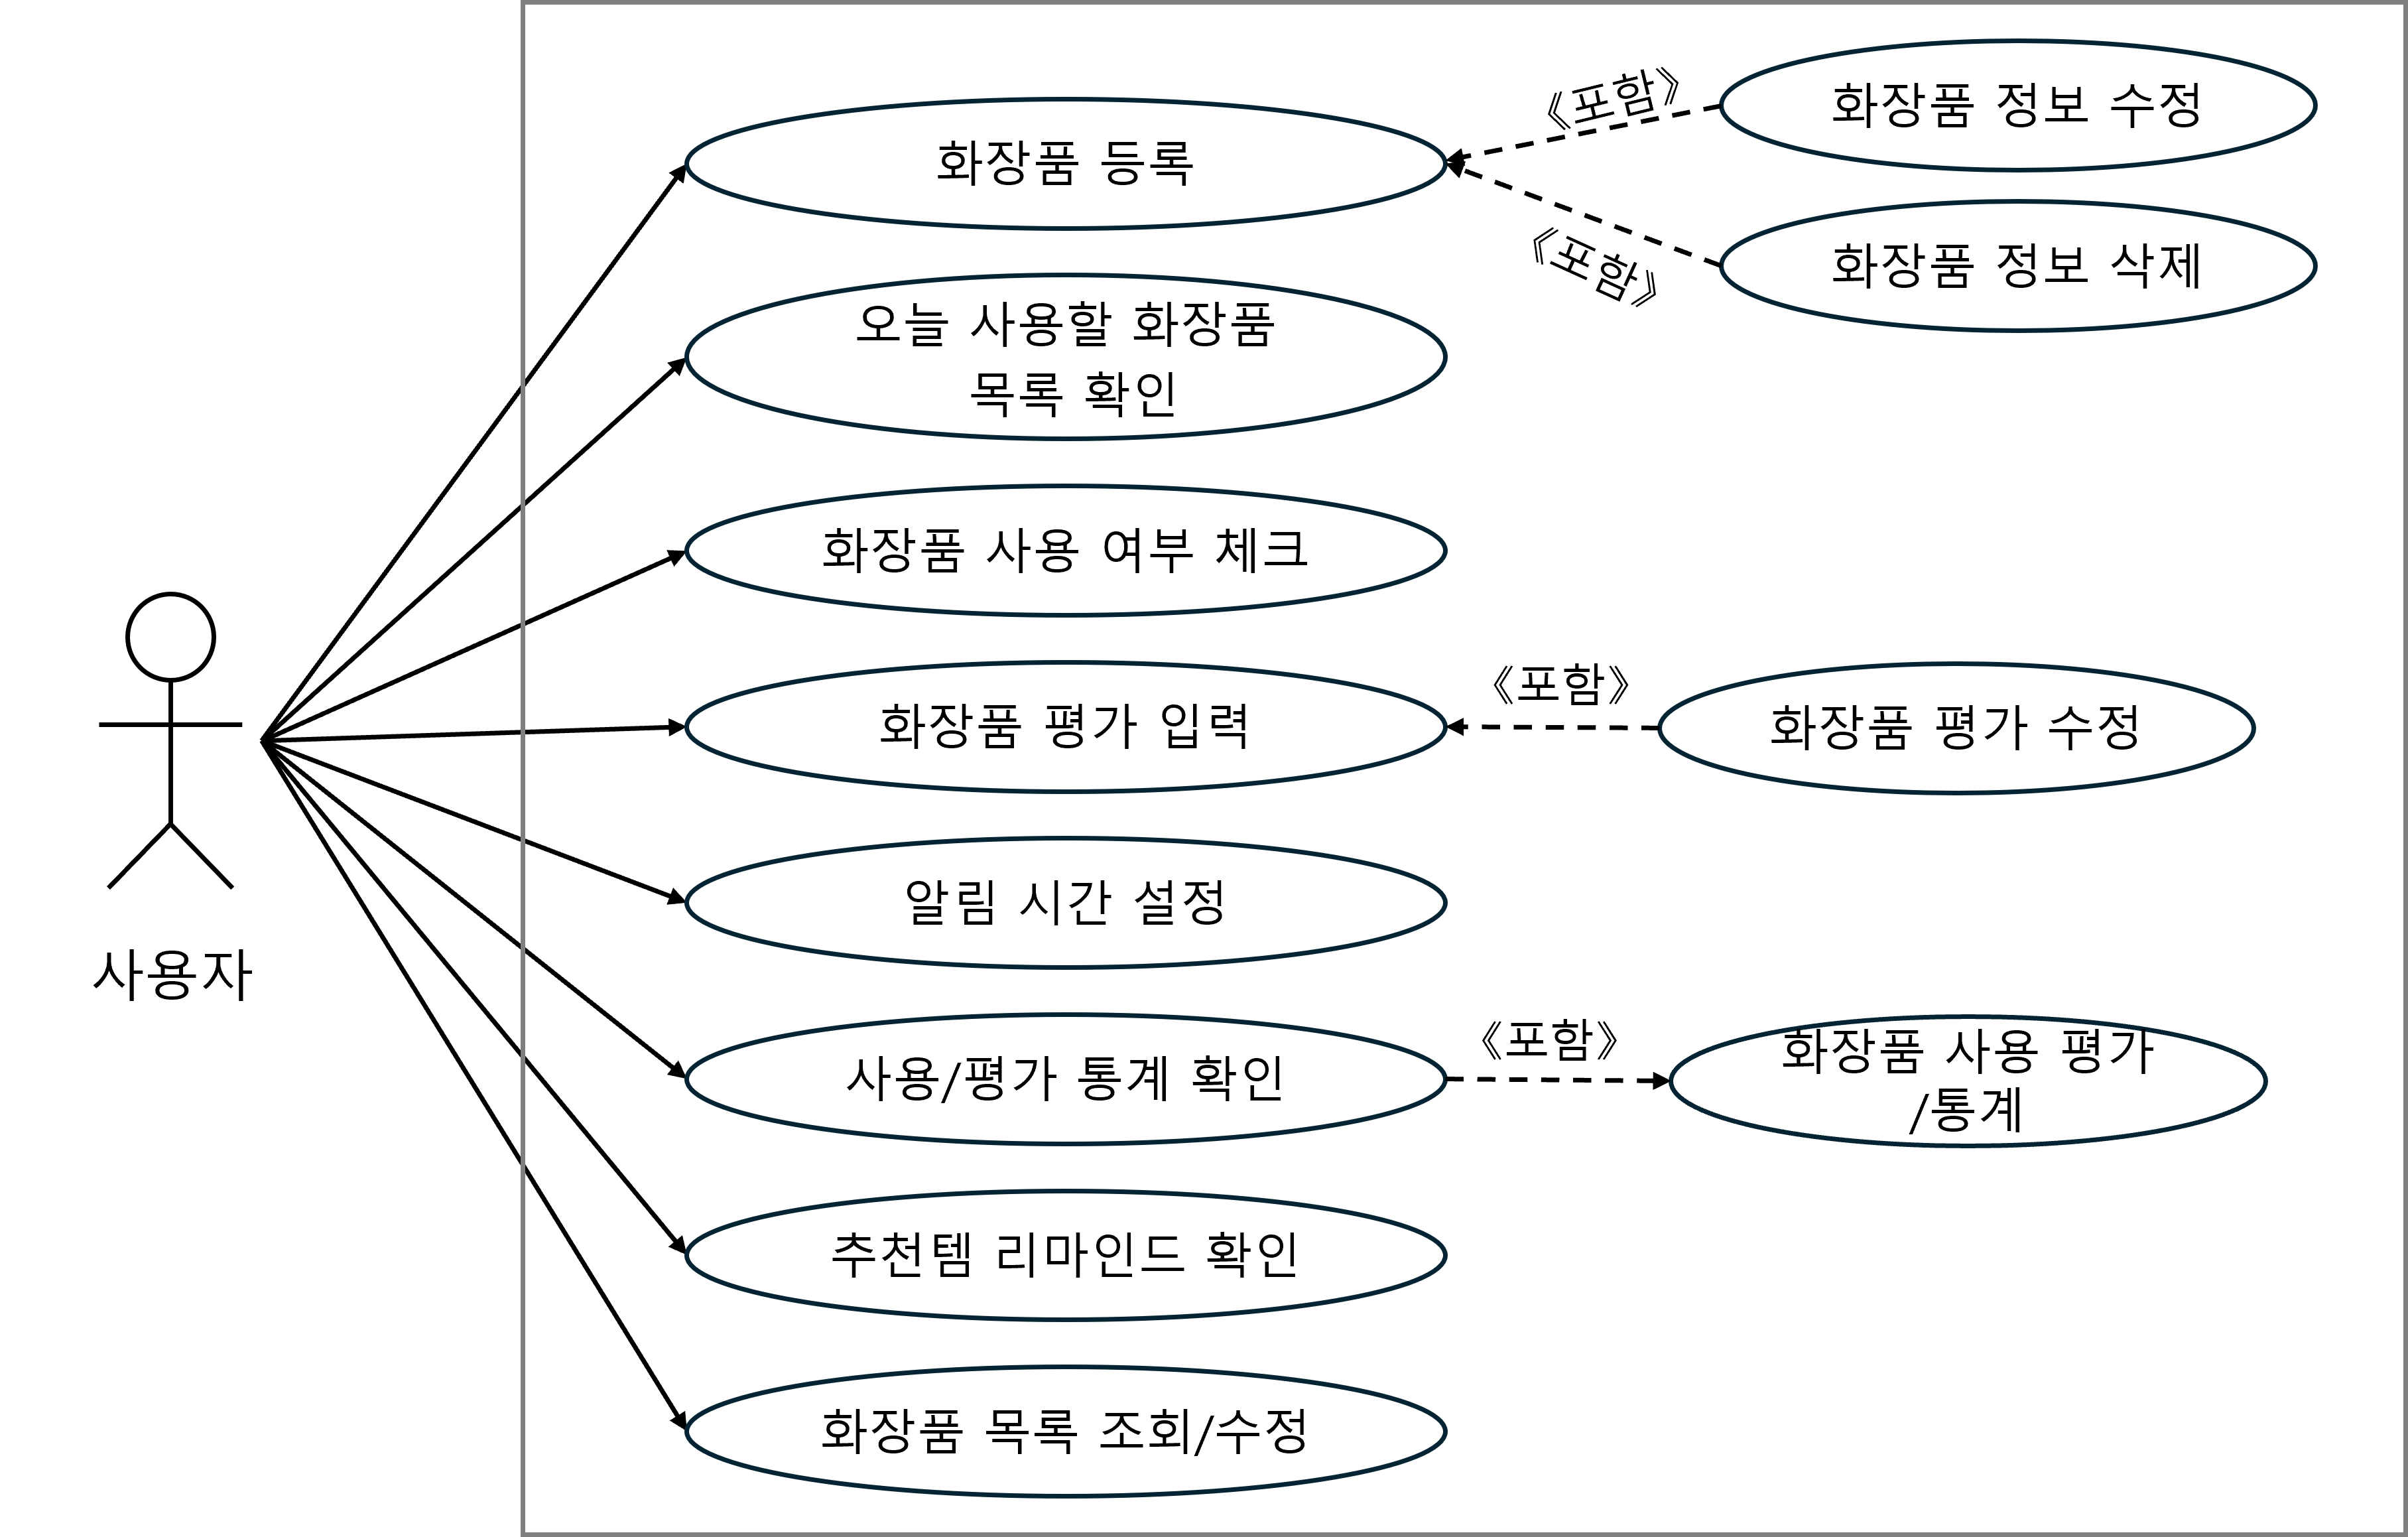 화장품 등록
《포함》
화장품 정보 수정
《포함》
화장품 정보 삭제
오늘 사용할 화장품
목록 확인
화장품 사용 여부 체크
화장품 평가 입력
《포함》
화장품 평가 수정
알림 시간 설정
사용자
사용/평가 통계 확인
《포함》
화장품 사용 평가
/통계
추천템 리마인드 확인
화장품 목록 조회/수정